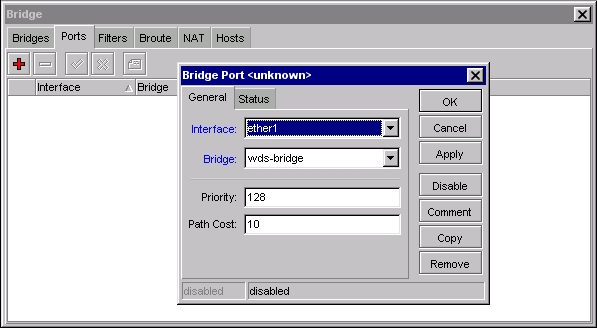 Bridge
Bridges Ports Filters Broute NAT Hosts
Interface Bridge
Bridge Port <unknown>
General Status
Interface: ether1
Bridge: wds-bridge
Priority: 128
Path Cost: 10
OK
Cancel
Apply
Disable
Comment
Copy
Remove
disabled disabled